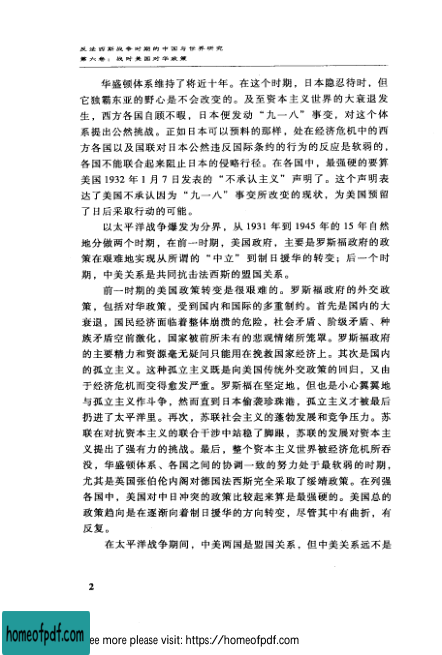 反法西斯战争时期的中国与世界研究
第六卷：战时美国对华政策
华盛顿体系维持了将近十年。在这个时期，日本隐忍待时，但
它独霸东亚的野心是不会改变的。及至资本主义世界的大衰退发
生，西方各国自顾不暇，日本便发动“九一八”事变，对这个体
系提出公然挑战。正如日本可以预料的那样，处在经济危机中的西
方各国以及国联对日本公然违反国际条约的行为的反应是软弱的，
各国不能联合起来阻止日本的侵略行径。在各国中，最强硬的要算
美国 1932 年 1 月 7 日发表的“不承认主义”声明了。这个声明表
达了美国不承认因为“九一八”事变所改变的现状，为美国预留
了日后采取行动的可能。
以太平洋战争爆发为分界，从 1931 年到 1945 年的 15 年自然
地分做两个时期，在前一时期，美国政府，主要是罗斯福政府的政
策在艰难地实现从所谓的“中立”到制日援华的转变；后一个时
期，中美关系是共同抗击法西斯的盟国关系。
前一时期的美国政策转变是很艰难的。罗斯福政府的外交政
策，包括对华政策，受到国内和国际的多重制约。首先是国内的大
衰退，国民经济面临着整体崩溃的危险，社会矛盾、阶级矛盾、种
族矛盾空前激化，国家被前所未有的悲观情绪所笼罩。罗斯福政府
的主要精力和资源毫无疑问只能用在挽救国家经济上。其次是国内
的孤立主义。这种孤立主义既是向美国传统外交政策的回归，又由
于经济危机而变得愈发严重。罗斯福在坚定地，但也是小心翼翼地
与孤立主义作斗争，然而直到日本偷袭珍珠港，孤立主义才被最后
扔进了太平洋里。再次，苏联社会主义的蓬勃发展和竞争压力。苏
联在对抗资本主义的联合干涉中站稳了脚跟，苏联的发展对资本主
义提出了强有力的挑战。最后，整个资本主义世界被经济危机所吞
没，华盛顿体系、各国之间的协调一致的努力处于最软弱的时期，
尤其是英国张伯伦内阁对德国法西斯完全采取了绥靖政策。在列强
各国中，美国对中日冲突的政策比较起来算是最强硬的。美国总的
政策趋向是在逐渐向着制日援华的方向转变，尽管其中有曲折，有
反复。
在太平洋战争期间，中美两国是盟国关系，但中美关系远不是
2
homeofpdf.com
ee more please visit: https://homeofpdf.com